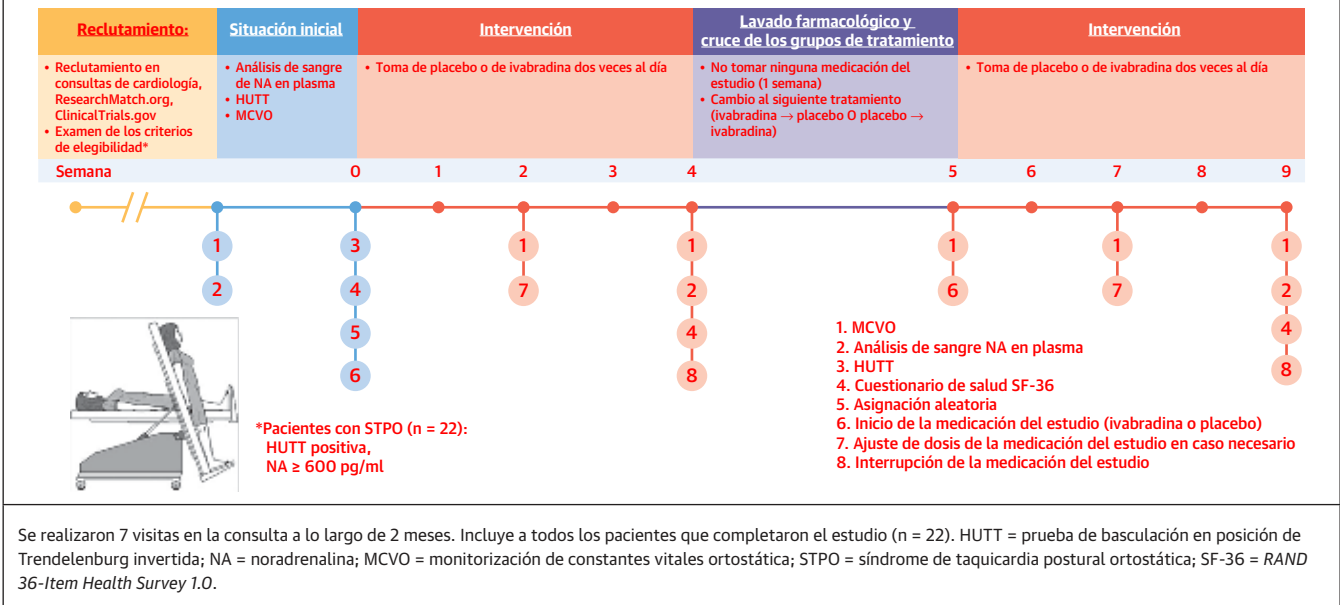 Reclutamiento:
Situación inicial
Intervención
Lavado farmacológico y
cruce de los grupos de tratamiento
Intervención
• Reclutamiento en
consultas de cardiología,
ResearchMatch.org,
ClinicalTrials.gov
• Examen de los criterios
de elegibilidad*
• Análisis de sangre
de NA en plasma
• HUTT
• MCVO
• Toma de placebo o de ivabradina dos veces al día
• No tomar ninguna medicación del
estudio (1 semana)
• Cambio al siguiente tratamiento
(ivabradina → placebo O placebo →
ivabradina)
• Toma de placebo o de ivabradina dos veces al día
Semana 0 1 2 3 4 5 6 7 8 9
1 3 1 1 1 1 1
2 4 7 2 6 7 2
5 4 4
6 8 8
*Pacientes con STPO (n = 22):
HUTT positiva,
NA ≥ 600 pg/ml
1. MCVO
2. Análisis de sangre NA en plasma
3. HUTT
4. Cuestionario de salud SF-36
5. Asignación aleatoria
6. Inicio de la medicación del estudio (ivabradina o placebo)
7. Ajuste de dosis de la medicación del estudio en caso necesario
8. Interrupción de la medicación del estudio
Se realizaron 7 visitas en la consulta a lo largo de 2 meses. Incluye a todos los pacientes que completaron el estudio (n = 22). HUTT = prueba de basculación en posición de
Trendelenburg invertida; NA = noradrenalina; MCVO = monitorización de constantes vitales ortostática; STPO = síndrome de taquicardia postural ortostática; SF-36 = RAND
36-Item Health Survey 1.0.